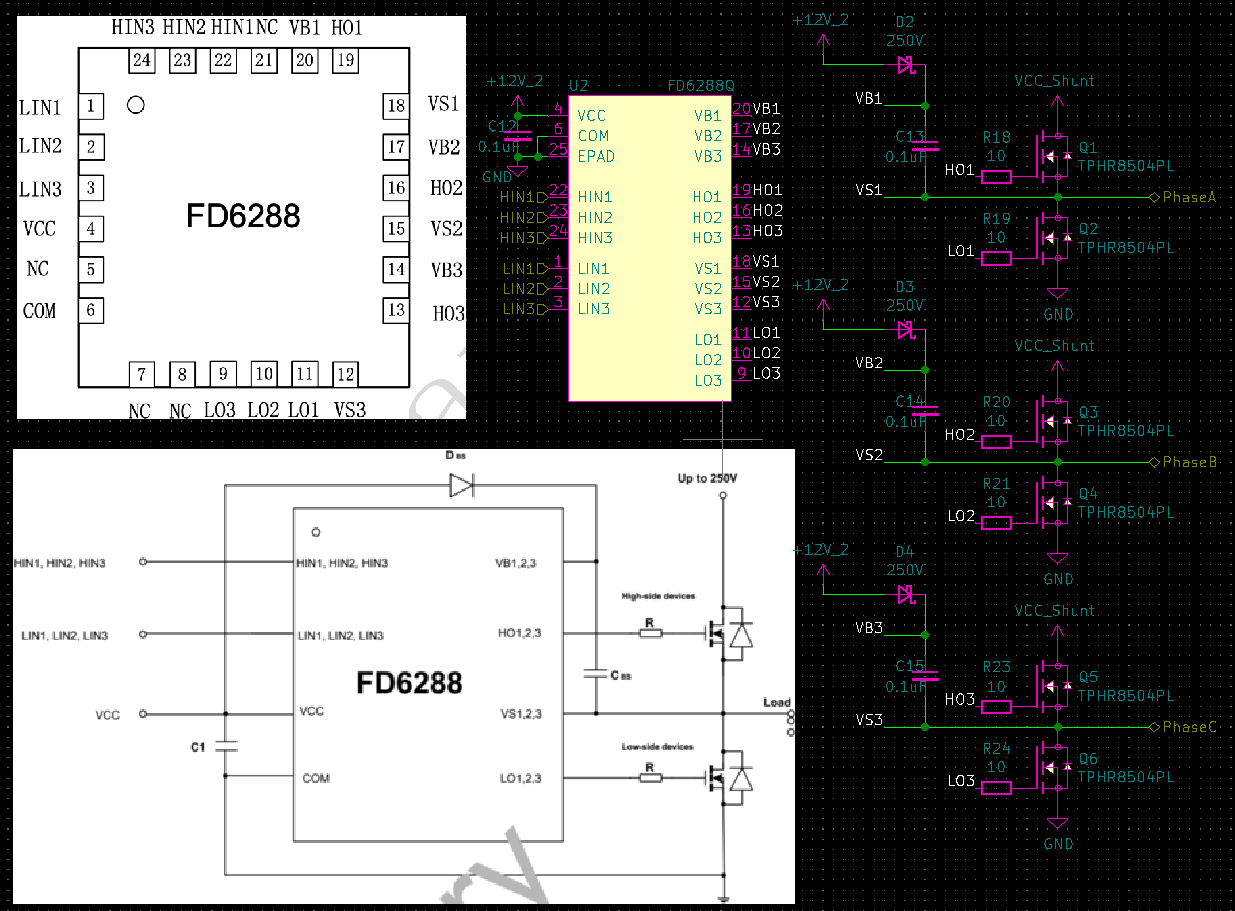 HIN3 HIN2 HIN1 NC VB1 HO1
24 23 22 21 20 19
LIN1 1
LIN2 2
LIN3 3
VCC 4
NC 5
COM 6
FD6288
18 VS1
17 VB2
16 HO2
15 VS2
14 VB3
13 HO3
7 8 9 10 11 12
NC NC LO3 LO2 LO1 VS3
+12V_2
C12
0.1uF
GND
U2 FD6288Q
4 VCC
6 COM
25 EPAD
HIN1 22 HIN1
HIN2 23 HIN2
HIN3 24 HIN3
LIN1 1 LIN1
LIN2 2 LIN2
LIN3 3 LIN3
VB1 20 VB1
VB2 17 VB2
VB3 14 VB3
HO1 19 HO1
HO2 16 HO2
HO3 13 HO3
VS1 18 VS1
VS2 15 VS2
VS3 12 VS3
LO1 11 LO1
LO2 10 LO2
LO3 9 LO3
+12V_2
D2
250V
VB1
C13
0.1uF
VCC_Shunt
R18
10
HO1
Q1
TPHR8504PL
VS1
PhaseA
R19
10
LO1
Q2
TPHR8504PL
GND
+12V_2
D3
250V
VB2
C14
0.1uF
VCC_Shunt
R20
10
HO2
Q3
TPHR8504PL
VS2
PhaseB
R21
10
LO2
Q4
TPHR8504PL
GND
+12V_2
D4
250V
VB3
C15
0.1uF
VCC_Shunt
R23
10
HO3
Q5
TPHR8504PL
VS3
PhaseC
R24
10
LO3
Q6
TPHR8504PL
GND
D BS
Up to 250V
HIN1, HIN2, HIN3
HIN1, HIN2, HIN3
VB1,2,3
High-side devices
LIN1, LIN2, LIN3
LIN1, LIN2, LIN3
HO1,2,3
R
FD6288
C BS
VCC
VCC
VS1,2,3
Load
C1
COM
Low-side devices
LO1,2,3
R